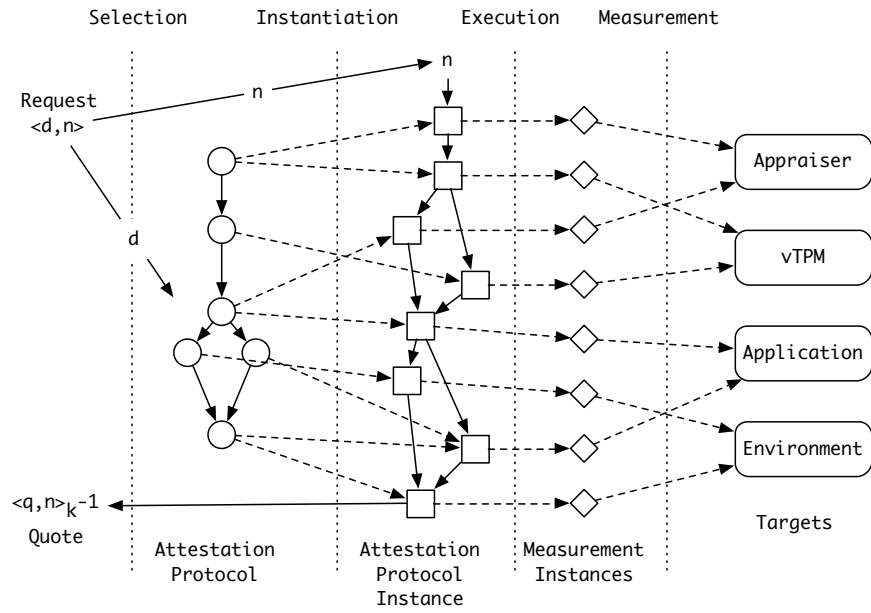 Selection
Instantiation
Execution
Measurement
n
Request
<d,n>
n
d
Appraiser
vTPM
Application
Environment
<q,n>k-1
Quote
Targets
Attestation
Protocol
Attestation
Protocol
Instance
Measurement
Instances